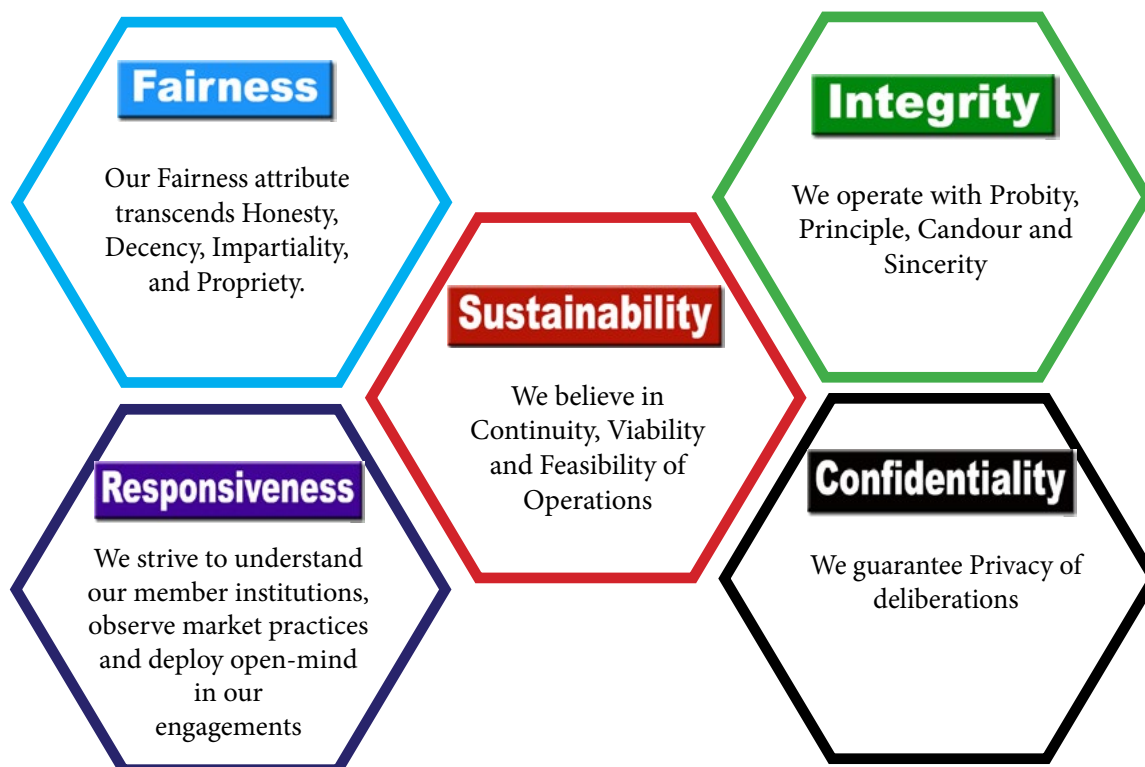 Fairness
Our Fairness attribute
transcends Honesty,
Decency, Impartiality,
and Propriety.
Integrity
We operate with Probity,
Principle, Candour and
Sincerity
Sustainability
We believe in
Continuity, Viability
and Feasibility of
Operations
Responsiveness
We strive to understand
our member institutions,
observe market practices
and deploy open-mind
in our
engagements
Confidentiality
We guarantee Privacy of
deliberations